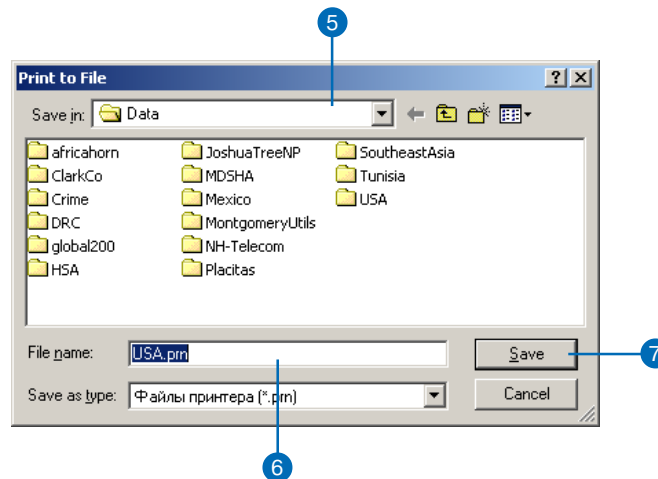 5
Print to File
Save in: Data
africahorn
ClarkCo
Crime
DRC
global200
HSA
JoshuaTreeNP
MDSHA
Mexico
MontgomeryUtils
NH-Telecom
Placitas
SoutheastAsia
Tunisia
USA
File name: USA.prn
Save
7
Save as type: Файлы принтера (*.prn)
Cancel
6